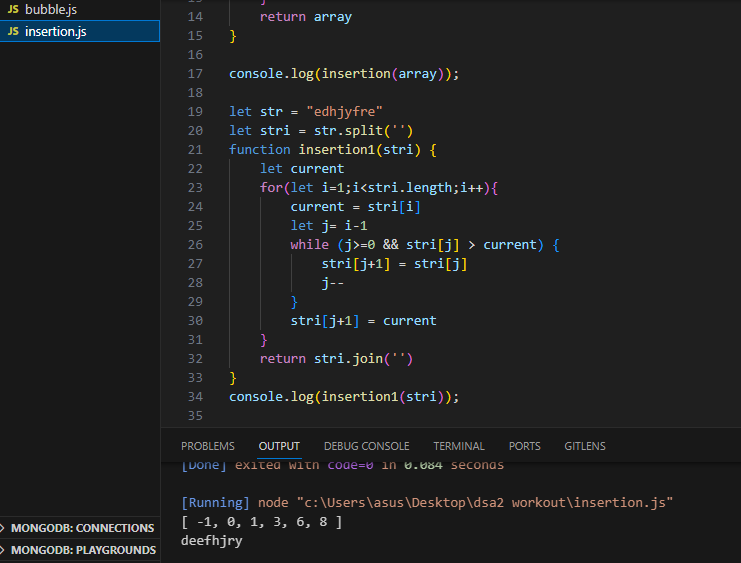 JS bubble.js
JS insertion.js
14 return array
15 }
16
17 console.log(insertion(array));
18
19 let str = "edhjyfre"
20 let stri = str.split('')
21 function insertion1(stri) {
22 let current
23 for(let i=1;i<stri.length;i++){
24 current = stri[i]
25 let j= i-1
26 while (j>=0 && stri[j] > current) {
27 stri[j+1] = stri[j]
28 j--
29 }
30 stri[j+1] = current
31 }
32 return stri.join('')
33 }
34 console.log(insertion1(stri));
35
PROBLEMS OUTPUT DEBUG CONSOLE TERMINAL PORTS GITLENS
[Done] exited with code=0 in 0.084 seconds
[Running] node "c:\Users\asus\Desktop\dsa2 workout\insertion.js"
[ -1, 0, 1, 3, 6, 8 ]
deefhjry
> MONGODB: CONNECTIONS
> MONGODB: PLAYGROUNDS